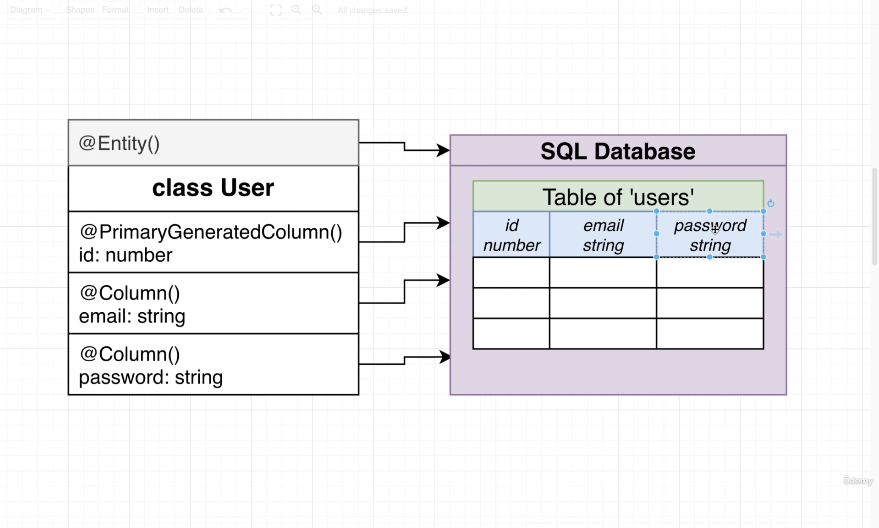 Diagram Shapes Format Insert Delete All changes saved
@Entity()
class User
@PrimaryGeneratedColumn()
id: number
@Column()
email: string
@Column()
password: string
SQL Database
Table of 'users'
id number
email string
password string
Udemy